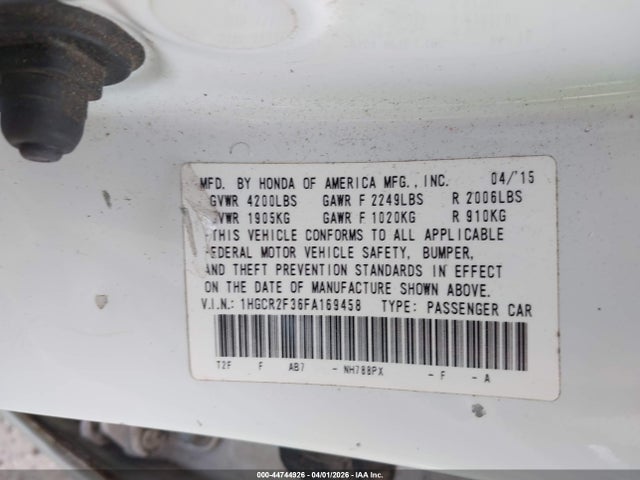 MFD. BY HONDA OF AMERICA MFG., INC. 04/'15
GVWR 4200LBS GAWR F 2249LBS R 2006LBS
GVWR 1905KG GAWR F 1020KG R 910KG
THIS VEHICLE CONFORMS TO ALL APPLICABLE
FEDERAL MOTOR VEHICLE SAFETY, BUMPER,
AND THEFT PREVENTION STANDARDS IN EFFECT
ON THE DATE OF MANUFACTURE SHOWN ABOVE.
V.I.N.: 1HGCR2F36FA169458 TYPE: PASSENGER CAR
T2F F AB7 - NH788PX - F - A
000-44744926 - 04/01/2026 - IAA Inc.